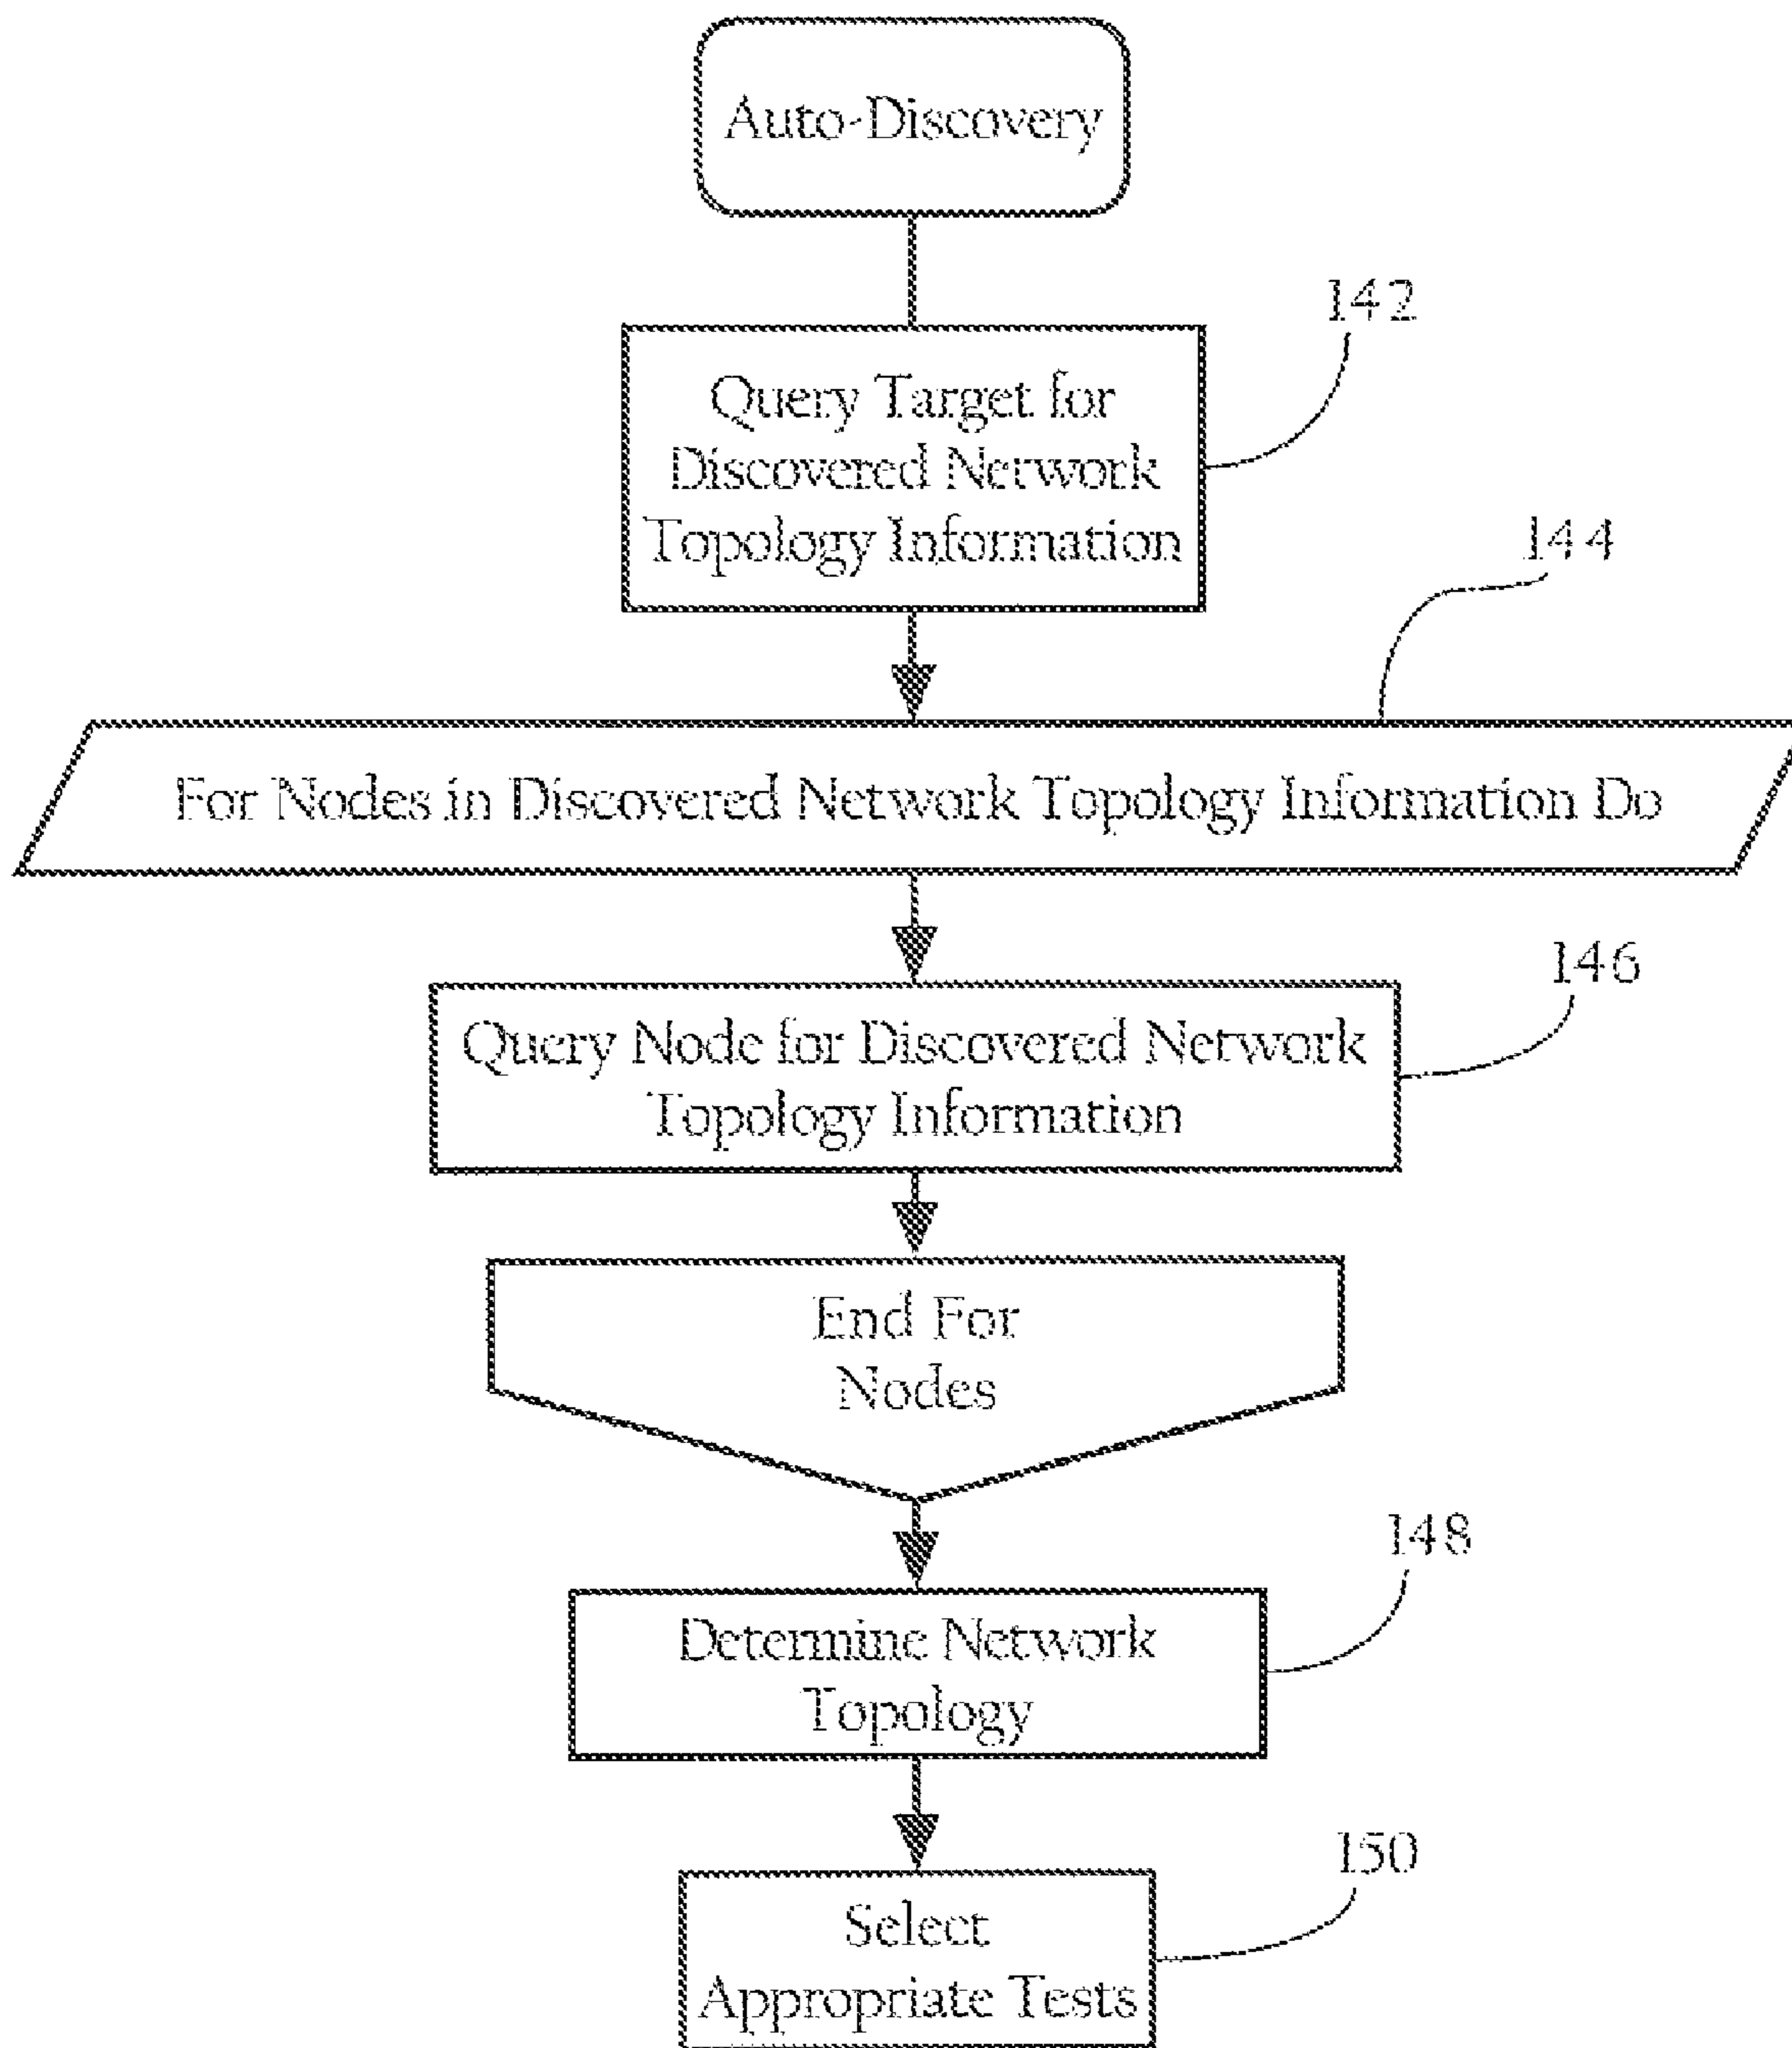 Auto-Discovery
142
Query Target for
Discovered Network
Topology Information
144
For Nodes in Discovered Network Topology Information Do
146
Query Node for Discovered Network
Topology Information
End For
Nodes
148
Determine Network
Topology
150
Select
Appropriate Tests